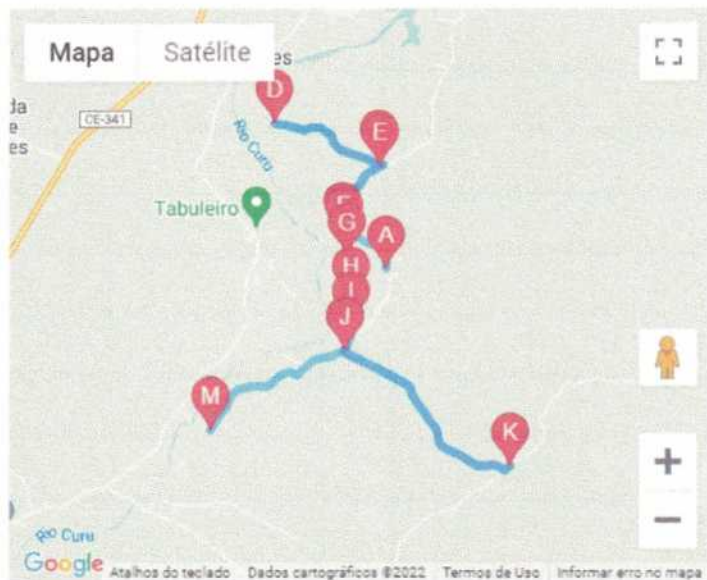 Mapa Satélite
es
D
da
CE-341
E
e
es
Rio Curu
Tabuleiro
G
A
H
I
J
M
K
+
−
Rio Curu
Google
Atalhos do teclado Dados cartográficos ©2022 Termos de Uso Informar erro no mapa